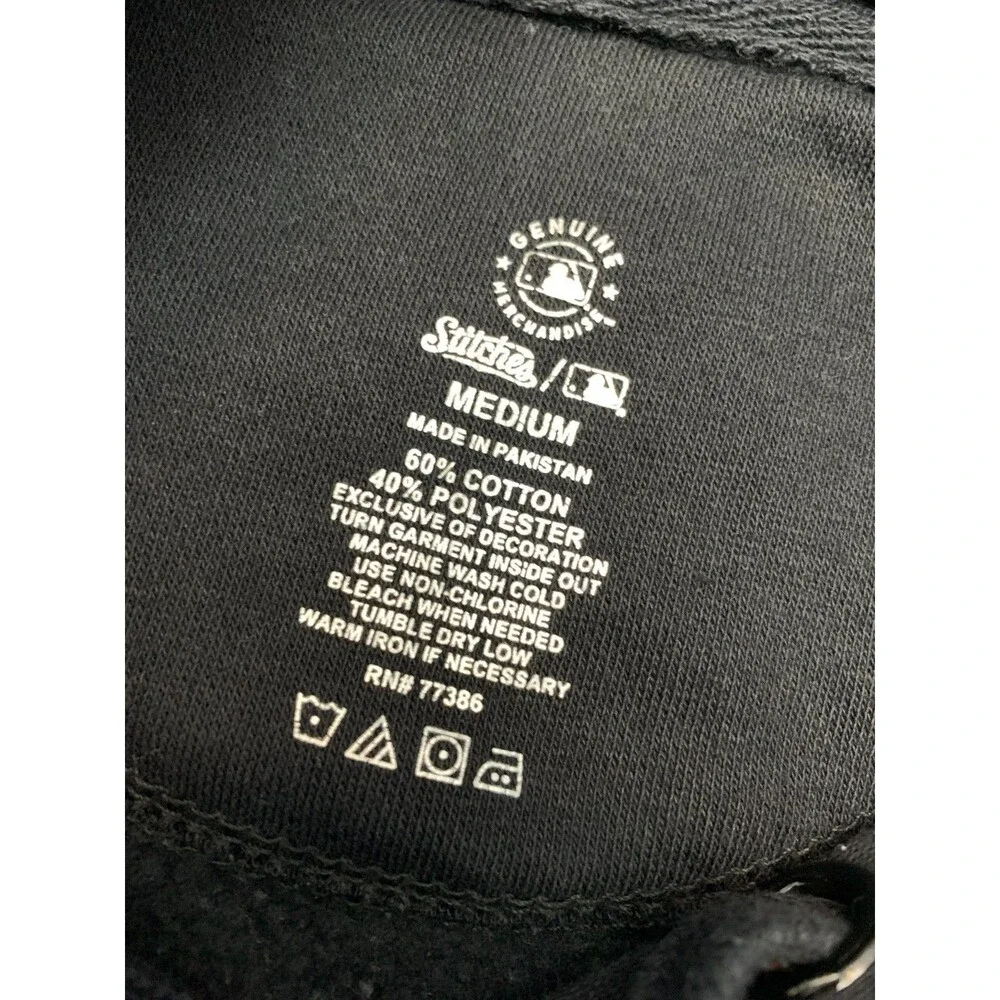 GENUINE
MERCHANDISE
Stitches /
MEDIUM
MADE IN PAKISTAN
60% COTTON
40% POLYESTER
EXCLUSIVE OF DECORATION
TURN GARMENT INSIDE OUT
MACHINE WASH COLD
USE NON-CHLORINE
BLEACH WHEN NEEDED
TUMBLE DRY LOW
WARM IRON IF NECESSARY
RN# 77386